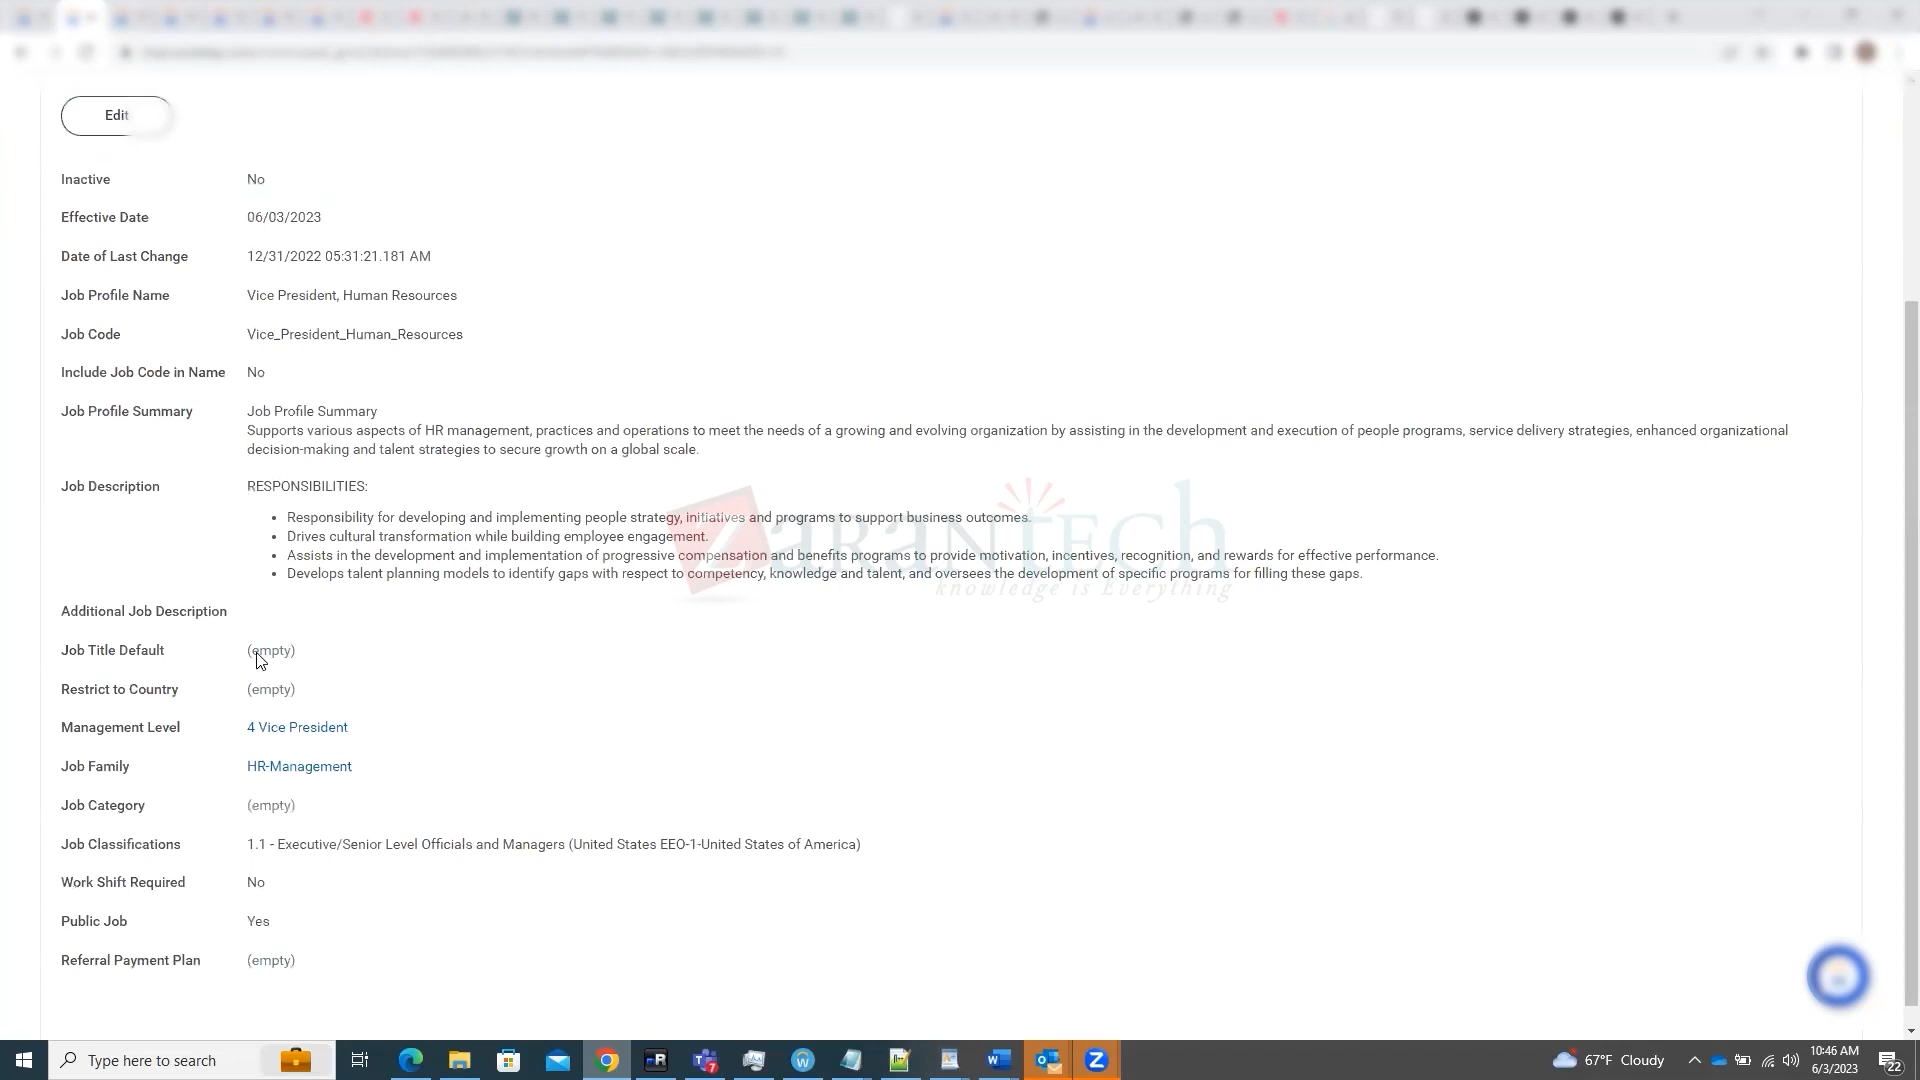 Edit
Inactive No
Effective Date 06/03/2023
Date of Last Change 12/31/2022 05:31:21.181 AM
Job Profile Name Vice President, Human Resources
Job Code Vice_President_Human_Resources
Include Job Code in Name No
Job Profile Summary Job Profile Summary
Supports various aspects of HR management, practices and operations to meet the needs of a growing and evolving organization by assisting in the development and execution of people programs, service delivery strategies, enhanced organizational
decision-making and talent strategies to secure growth on a global scale.
Job Description RESPONSIBILITIES:
• Responsibility for developing and implementing people strategy, initiatives and programs to support business outcomes.
• Drives cultural transformation while building employee engagement.
• Assists in the development and implementation of progressive compensation and benefits programs to provide motivation, incentives, recognition, and rewards for effective performance.
• Develops talent planning models to identify gaps with respect to competency, knowledge and talent, and oversees the development of specific programs for filling these gaps.
ZaranTech
knowledge is Everything
Additional Job Description
Job Title Default (empty)
Restrict to Country (empty)
Management Level 4 Vice President
Job Family HR-Management
Job Category (empty)
Job Classifications 1.1 - Executive/Senior Level Officials and Managers (United States EEO-1-United States of America)
Work Shift Required No
Public Job Yes
Referral Payment Plan (empty)
Type here to search
67°F Cloudy
10:46 AM
6/3/2023
22